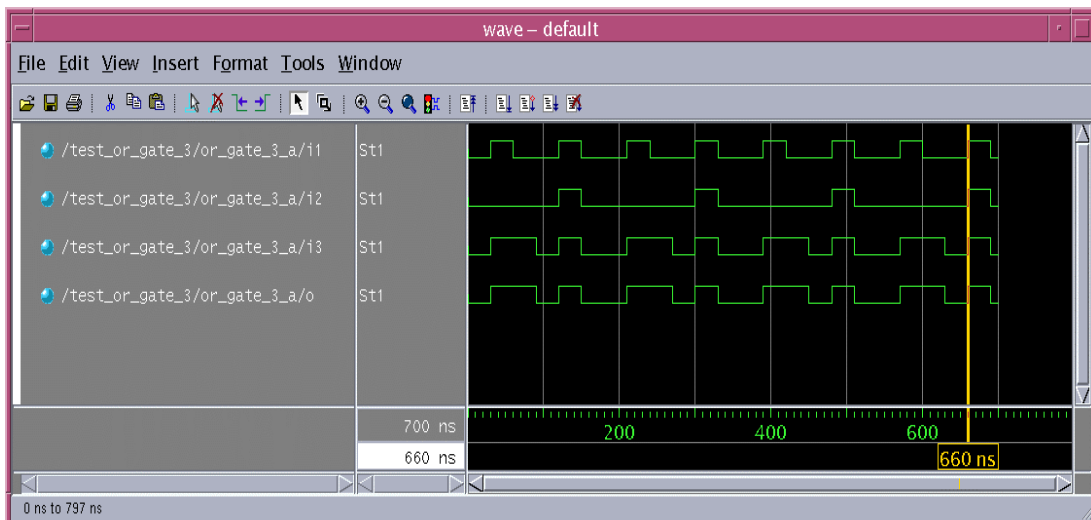 wave – default
File Edit View Insert Format Tools Window
/test_or_gate_3/or_gate_3_a/i1 St1
/test_or_gate_3/or_gate_3_a/i2 St1
/test_or_gate_3/or_gate_3_a/i3 St1
/test_or_gate_3/or_gate_3_a/o St1
700 ns 200 400 600
660 ns 660 ns
0 ns to 797 ns